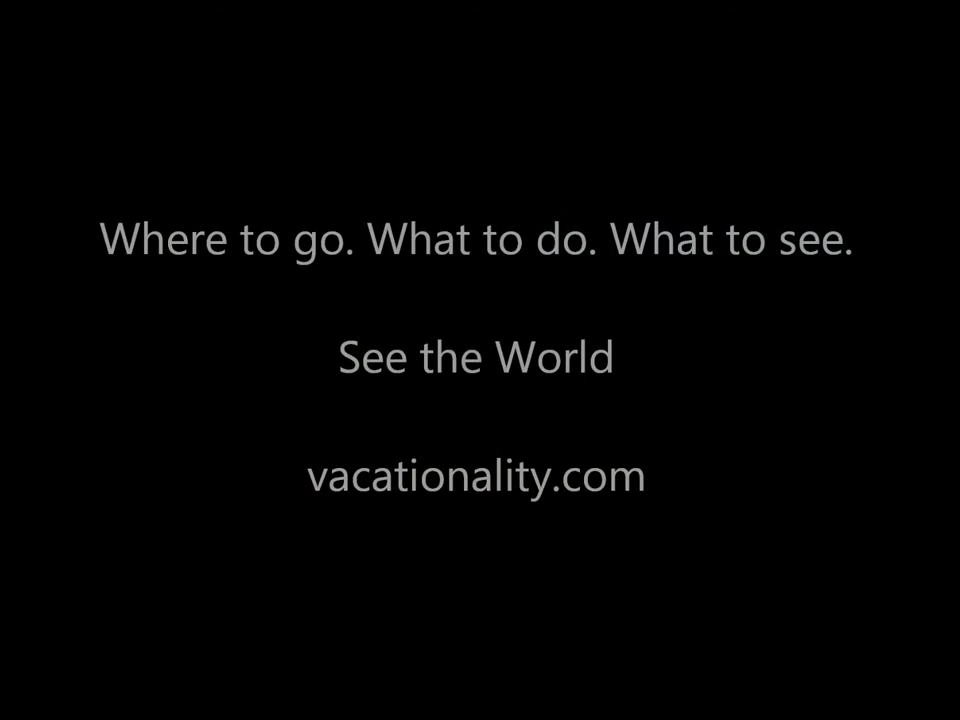 Where to go. What to do. What to see.
See the World
vacationality.com